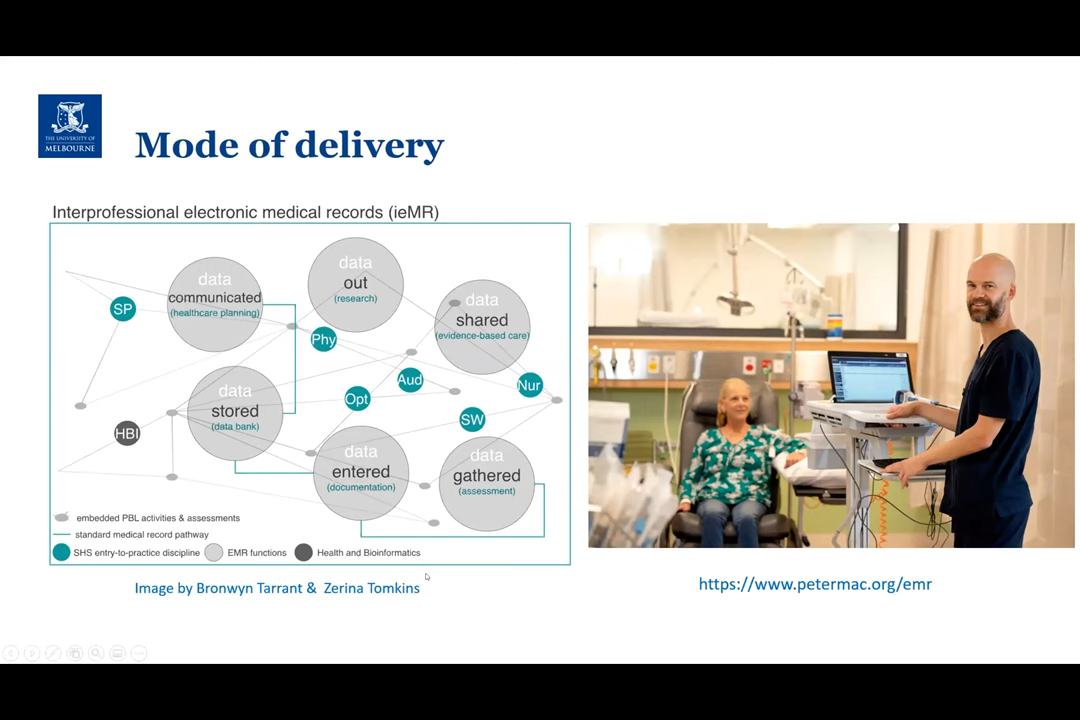 THE UNIVERSITY OF
MELBOURNE
Mode of delivery
Interprofessional electronic medical records (ieMR)
data
communicated
(healthcare planning)
data
out
(research)
data
shared
(evidence-based care)
SP
Phy
Aud
Nur
Opt
SW
HBI
data
stored
(data bank)
data
entered
(documentation)
data
gathered
(assessment)
embedded PBL activities & assessments
standard medical record pathway
SHS entry-to-practice discipline
EMR functions
Health and Bioinformatics
Image by Bronwyn Tarrant & Zerina Tomkins
https://www.petermac.org/emr